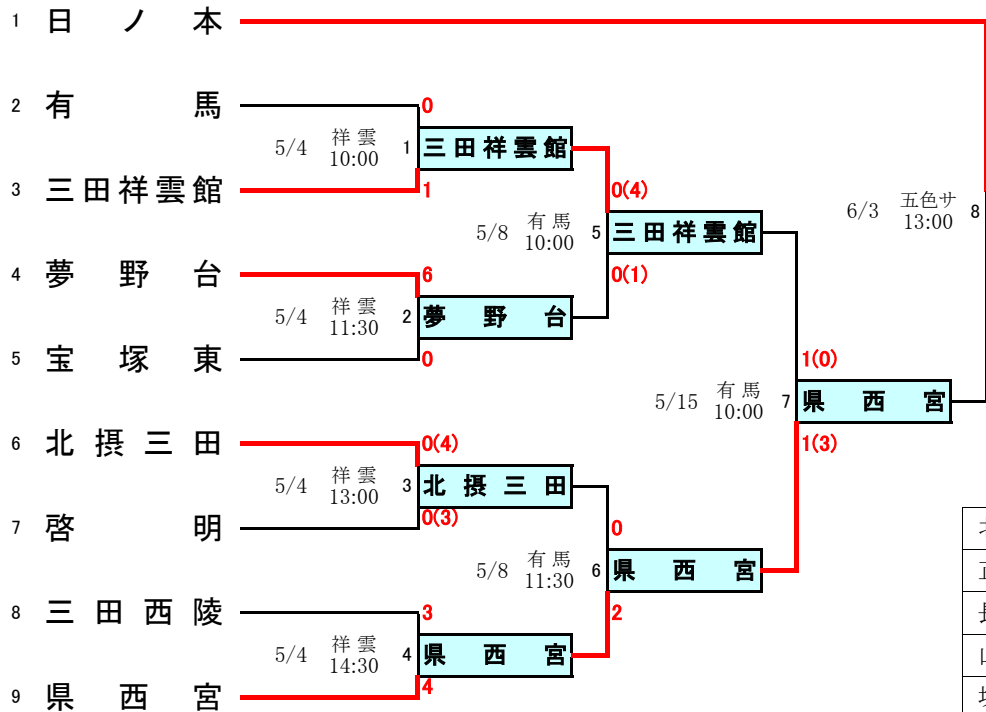 1 日ノ本
2 有馬
0
5/4 祥雲 10:00 1 三田祥雲館
3 三田祥雲館
1
0(4)
5/8 有馬 10:00 5 三田祥雲館
6/3 五色サ 13:00 8
4 夢野台
6
0(1)
5/4 祥雲 11:30 2 夢野台
5 宝塚東
0
1(0)
5/15 有馬 10:00 7 県西宮
6 北摂三田
0(4)
1(3)
5/4 祥雲 13:00 3 北摂三田
7 啓明
0(3)
0
5/8 有馬 11:30 6 県西宮
8 三田西陵
3
2
5/4 祥雲 14:30 4 県西宮
9 県西宮
4